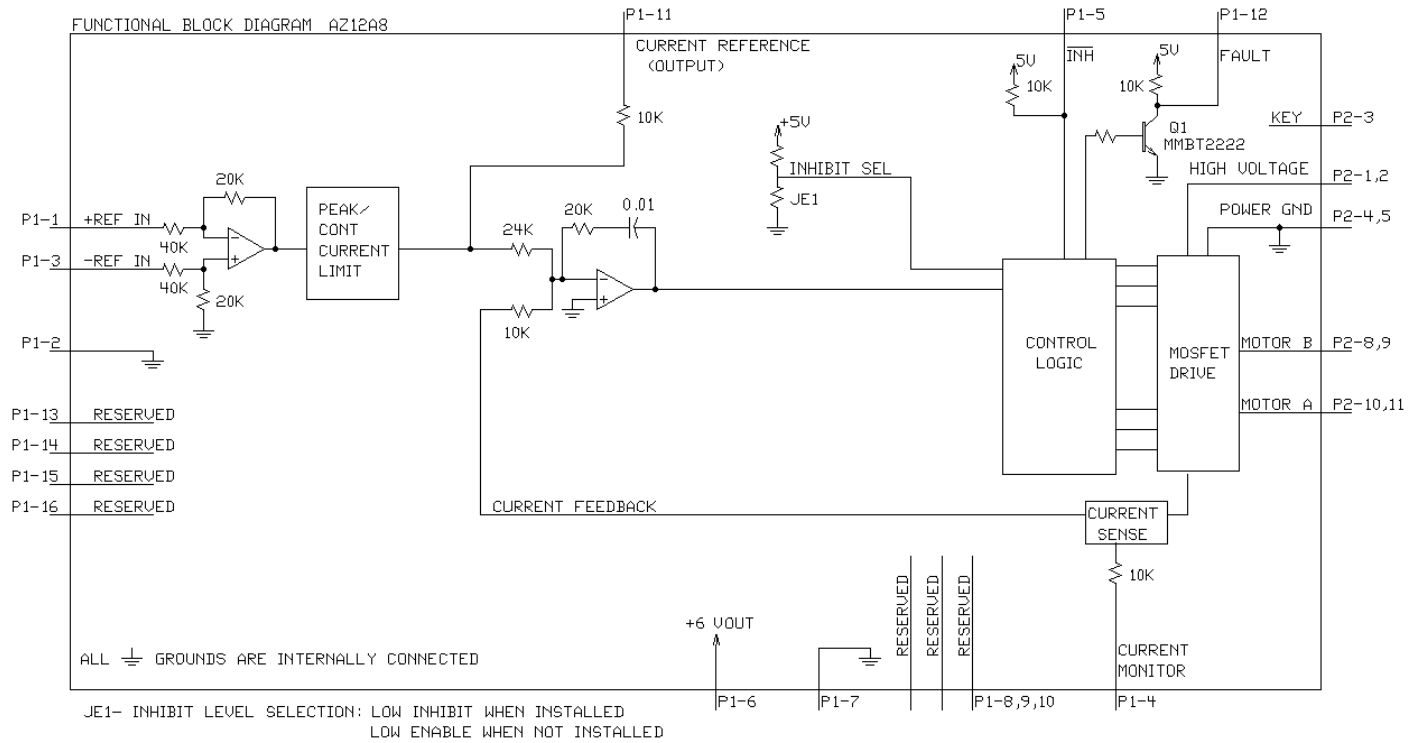 FUNCTIONAL BLOCK DIAGRAM AZ12A8
P1-11
P1-5
P1-12
CURRENT REFERENCE
(OUTPUT)
10K
5V
10K
INH
5V
10K
FAULT
Q1
MMBT2222
KEY
P2-3
HIGH VOLTAGE
P2-1,2
POWER GND
P2-4,5
+5V
INHIBIT SEL
JE1
20K
P1-1
+REF IN
40K
P1-3
-REF IN
40K
20K
-
+
PEAK/
CONT
CURRENT
LIMIT
24K
20K
0.01
10K
-
+
P1-2
CONTROL
LOGIC
MOSFET
DRIVE
MOTOR B
P2-8,9
MOTOR A
P2-10,11
P1-13
RESERVED
P1-14
RESERVED
P1-15
RESERVED
P1-16
RESERVED
CURRENT FEEDBACK
CURRENT
SENSE
10K
RESERVED
RESERVED
RESERVED
+6 VOUT
CURRENT
MONITOR
ALL GROUNDS ARE INTERNALLY CONNECTED
P1-6
P1-7
P1-8,9,10
P1-4
JE1- INHIBIT LEVEL SELECTION: LOW INHIBIT WHEN INSTALLED
LOW ENABLE WHEN NOT INSTALLED